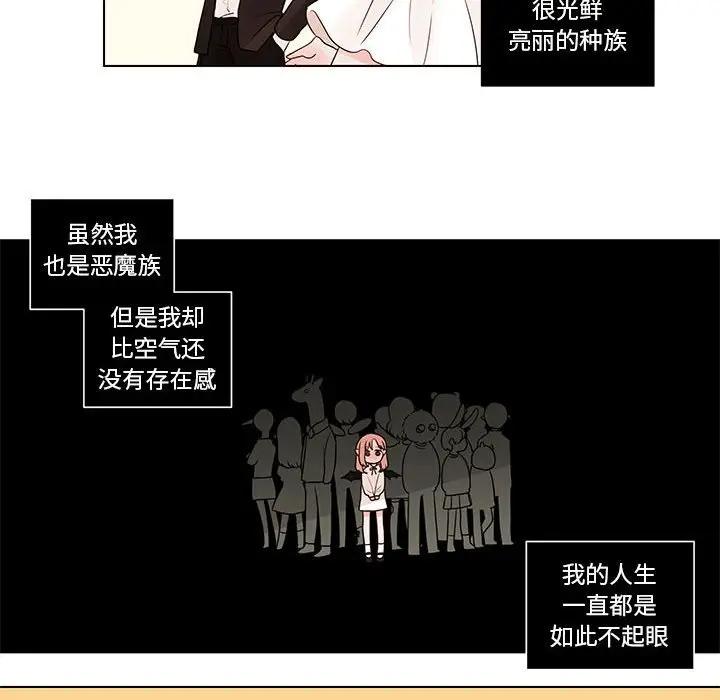 很光鲜
亮丽的种族
虽然我
也是恶魔族
但是我却
比空气还
没有存在感
我的人生
一直都是
如此不起眼